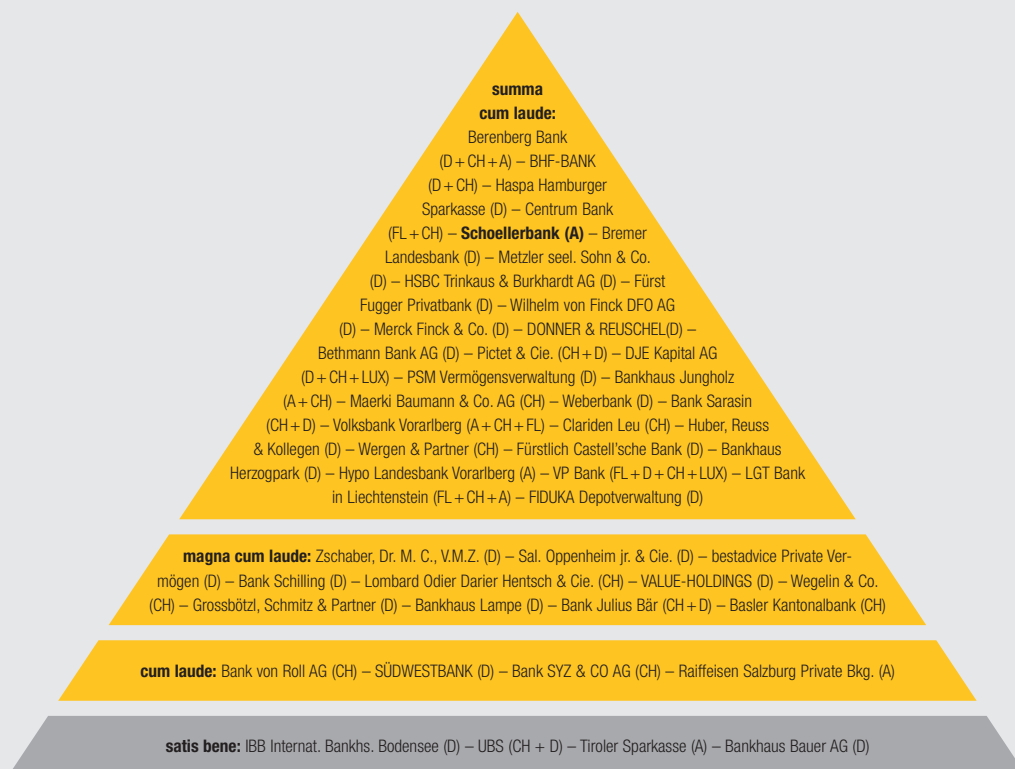 summa
cum laude:
Berenberg Bank
(D + CH + A) – BHF-BANK
(D + CH) – Haspa Hamburger
Sparkasse (D) – Centrum Bank
(FL + CH) – Schoellerbank (A) – Bremer
Landesbank (D) – Metzler seel. Sohn & Co.
(D) – HSBC Trinkaus & Burkhardt AG (D) – Fürst
Fugger Privatbank (D) – Wilhelm von Finck DFO AG
(D) – Merck Finck & Co. (D) – DONNER & REUSCHEL(D) –
Bethmann Bank AG (D) – Pictet & Cie. (CH + D) – DJE Kapital AG
(D + CH + LUX) – PSM Vermögensverwaltung (D) – Bankhaus Jungholz
(A + CH) – Maerki Baumann & Co. AG (CH) – Weberbank (D) – Bank Sarasin
(CH + D) – Volksbank Vorarlberg (A + CH + FL) – Clariden Leu (CH) – Huber, Reuss
& Kollegen (D) – Wergen & Partner (CH) – Fürstlich Castell'sche Bank (D) – Bankhaus
Herzogpark (D) – Hypo Landesbank Vorarlberg (A) – VP Bank (FL + D + CH + LUX) – LGT Bank
in Liechtenstein (FL + CH + A) – FIDUKA Depotverwaltung (D)
magna cum laude: Zschaber, Dr. M. C., V.M.Z. (D) – Sal. Oppenheim jr. & Cie. (D) – bestadvice Private Ver-
mögen (D) – Bank Schilling (D) – Lombard Odier Darier Hentsch & Cie. (CH) – VALUE-HOLDINGS (D) – Wegelin & Co.
(CH) – Grossbötzl, Schmitz & Partner (D) – Bankhaus Lampe (D) – Bank Julius Bär (CH + D) – Basler Kantonalbank (CH)
cum laude: Bank von Roll AG (CH) – SÜDWESTBANK (D) – Bank SYZ & CO AG (CH) – Raiffeisen Salzburg Private Bkg. (A)
satis bene: IBB Internat. Bankhs. Bodensee (D) – UBS (CH + D) – Tiroler Sparkasse (A) – Bankhaus Bauer AG (D)